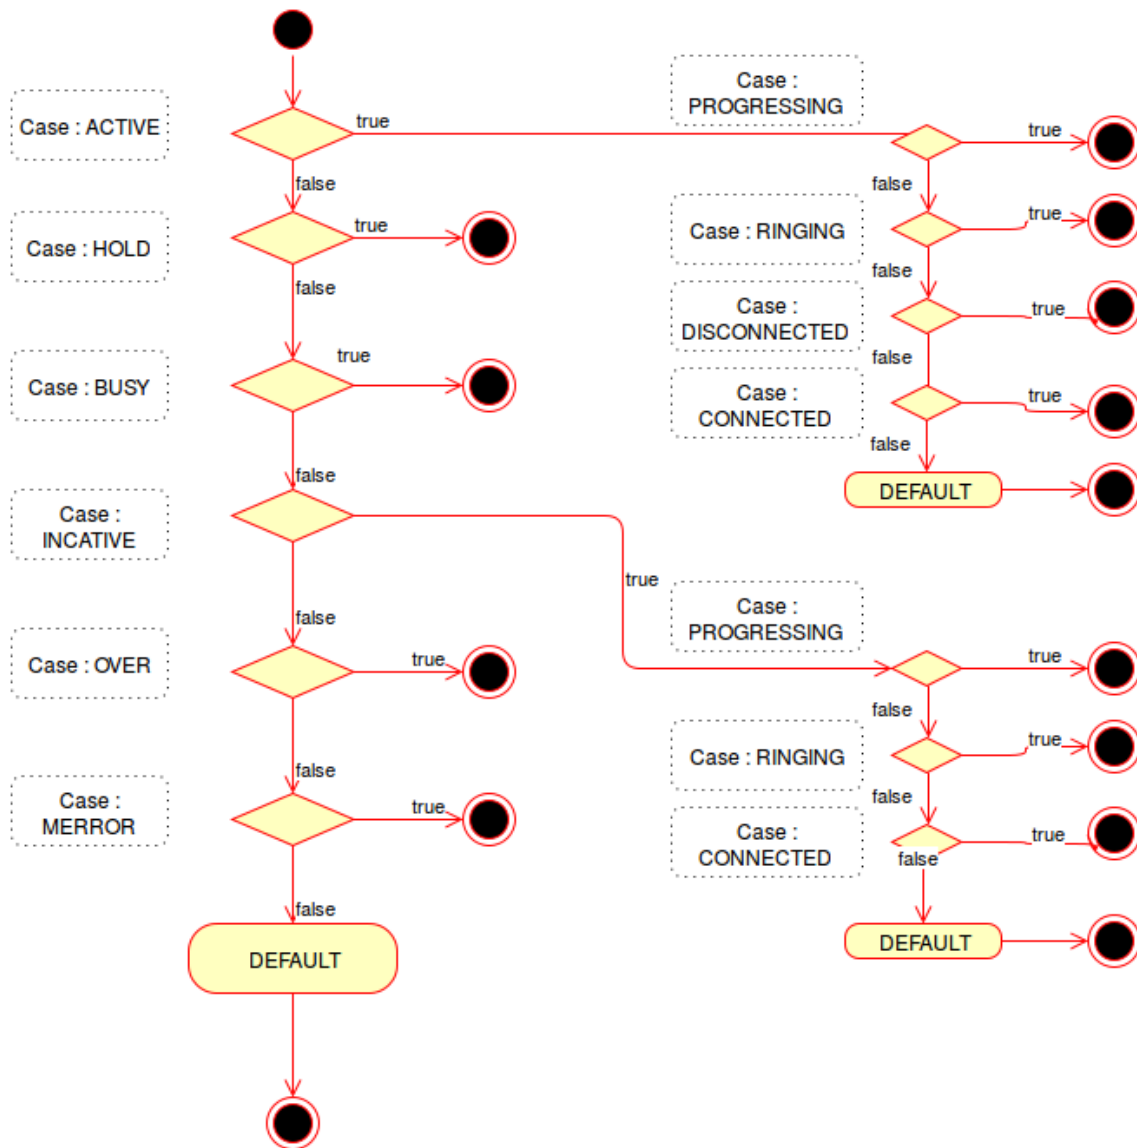 Case :
PROGRESSING
Case : ACTIVE
true
true
false
false
Case : HOLD
true
Case : RINGING
true
false
false
Case :
DISCONNECTED
true
Case : BUSY
true
false
Case :
CONNECTED
true
false
false
DEFAULT
Case :
INCATIVE
true
Case :
PROGRESSING
false
Case : OVER
true
true
false
Case : RINGING
true
false
false
Case :
MERROR
true
Case :
CONNECTED
true
false
false
DEFAULT
DEFAULT